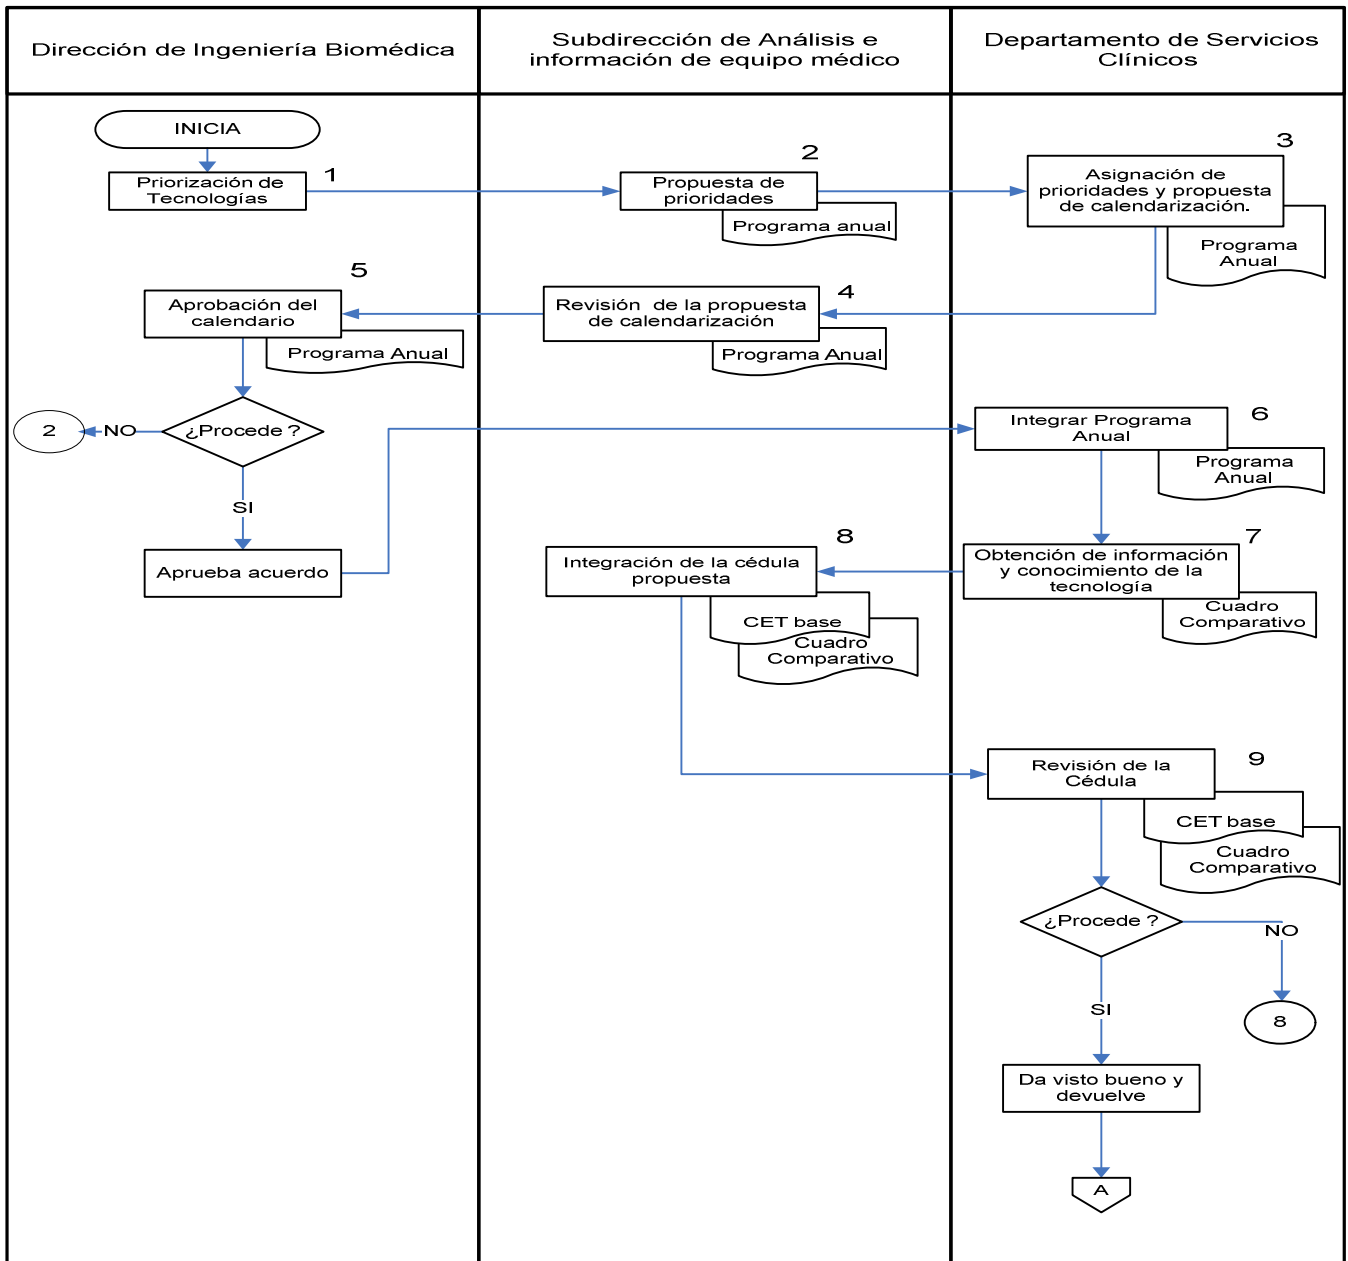 Dirección de Ingeniería Biomédica
Subdirección de Análisis e
información de equipo médico
Departamento de Servicios
Clínicos
INICIA
1
Priorización de
Tecnologías
2
Propuesta de
prioridades
Programa anual
3
Asignación de
prioridades y propuesta
de calendarización.
Programa
Anual
4
Revisión de la propuesta
de calendarización
Programa Anual
5
Aprobación del
calendario
Programa Anual
¿Procede ?
NO
2
SI
Aprueba acuerdo
6
Integrar Programa
Anual
Programa
Anual
7
Obtención de información
y conocimiento de la
tecnología
Cuadro
Comparativo
8
Integración de la cédula
propuesta
CET base
Cuadro
Comparativo
9
Revisión de la
Cédula
CET base
Cuadro
Comparativo
¿Procede ?
NO
8
SI
Da visto bueno y
devuelve
A